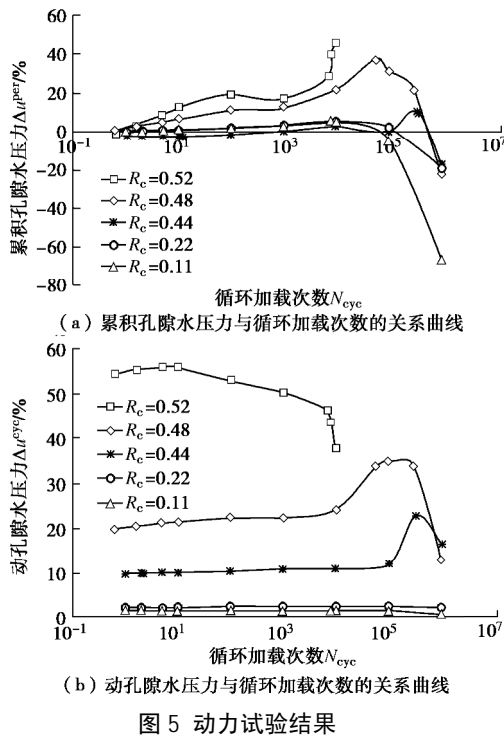 60
40
20
0
−20
−40
−60
−80
累积孔隙水压力Δu^per/%
10^-1 10^1 10^3 10^5 10^7
R_c=0.52
R_c=0.48
R_c=0.44
R_c=0.22
R_c=0.11
循环加载次数N_cyc
(a) 累积孔隙水压力与循环加载次数的关系曲线
60
50
40
30
20
10
0
动孔隙水压力Δu^cyc/%
R_c=0.52
R_c=0.48
R_c=0.44
R_c=0.22
R_c=0.11
10^-1 10^1 10^3 10^5 10^7
循环加载次数N_cyc
(b) 动孔隙水压力与循环加载次数的关系曲线
图 5 动力试验结果